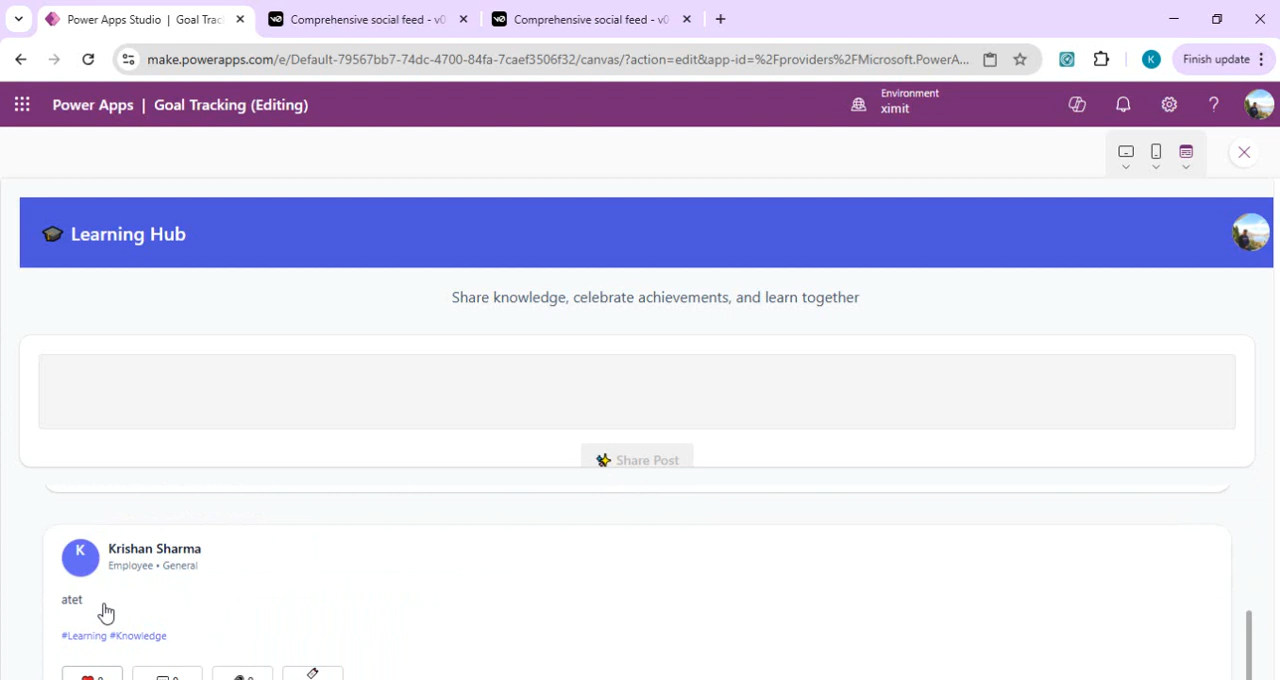 Power Apps Studio | Goal Trac
Comprehensive social feed - v0
Comprehensive social feed - v0
make.powerapps.com/e/Default-79567bb7-74dc-4700-84fa-7caef3506f32/canvas/?action=edit&app-id=%2Fproviders%2FMicrosoft.PowerA...
K
Finish update
Power Apps | Goal Tracking (Editing)
Environment
ximit
Learning Hub
Share knowledge, celebrate achievements, and learn together
Share Post
K
Krishan Sharma
Employee • General
atet
#Learning #Knowledge